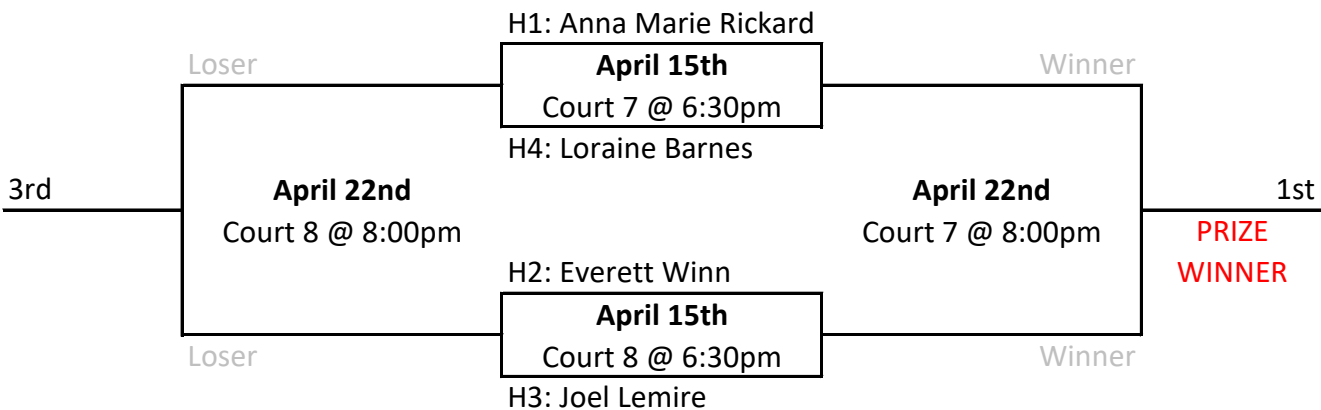 H1: Anna Marie Rickard
Loser
April 15th
Winner
Court 7 @ 6:30pm
H4: Loraine Barnes
3rd
April 22nd
April 22nd
1st
Court 8 @ 8:00pm
Court 7 @ 8:00pm
PRIZE
WINNER
H2: Everett Winn
April 15th
Loser
Court 8 @ 6:30pm
Winner
H3: Joel Lemire